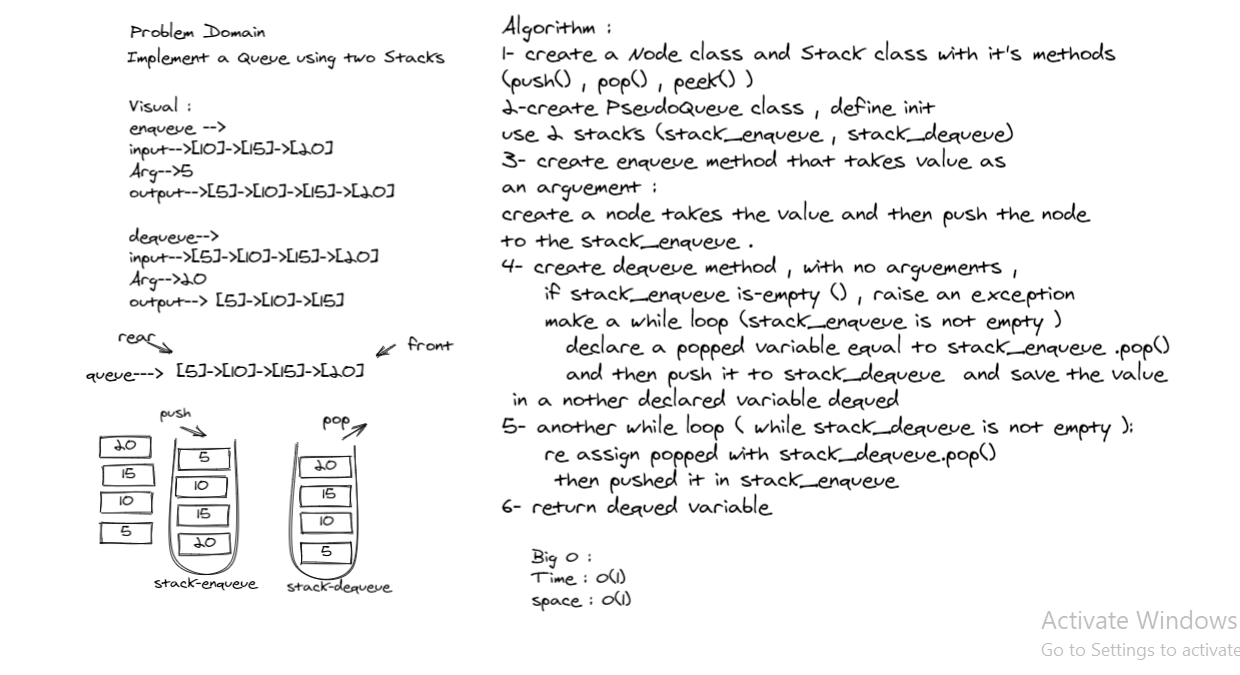 Problem Domain
Implement a Queue using two Stacks
Visual :
enqueue -->
input-->[10]->[15]->[20]
Arg-->5
output-->[5]->[10]->[15]->[20]
dequeue-->
input-->[5]->[10]->[15]->[20]
Arg-->20
output--> [5]->[10]->[15]
rear
front
queue---> [5]->[10]->[15]->[20]
push
pop
20
15
10
5
5
10
15
20
20
15
10
5
stack-enqueue
stack-dequeue
Algorithm :
1- create a Node class and Stack class with it's methods
(push() , pop() , peek() )
2-create PseudoQueue class , define init
use 2 stacks (stack_enqueue , stack_dequeue)
3- create enqueue method that takes value as
an arguement :
create a node takes the value and then push the node
to the stack_enqueue .
4- create dequeue method , with no arguements ,
if stack_enqueue is-empty () , raise an exception
make a while loop (stack_enqueue is not empty )
declare a popped variable equal to stack_enqueue .pop()
and then push it to stack_dequeue and save the value
in a nother declared variable dequed
5- another while loop ( while stack_dequeue is not empty ):
re assign popped with stack_dequeue.pop()
then pushed it in stack_enqueue
6- return dequed variable
Big O :
Time : O(1)
space : O(1)
Activate Windows
Go to Settings to activate